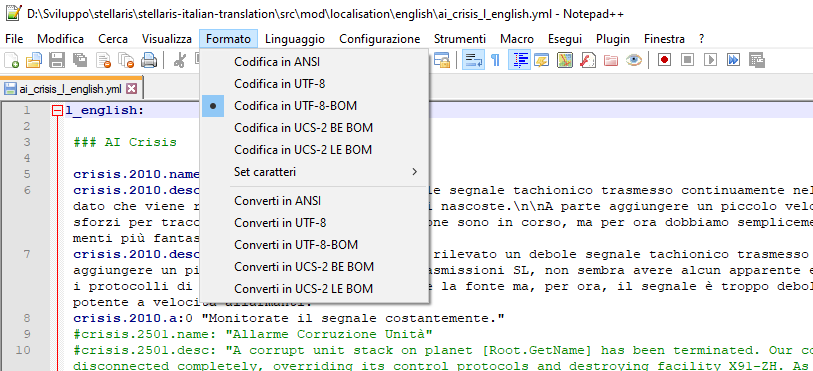 D:\Sviluppo\stellaris\stellaris-italian-translation\src\mod\localisation\english\ai_crisis_l_english.yml - Notepad++
File Modifica Cerca Visualizza Formato Linguaggio Configurazione Strumenti Macro Esegui Plugin Finestra ?
ai_crisis_l_english.yml
Codifica in ANSI
Codifica in UTF-8
Codifica in UTF-8-BOM
Codifica in UCS-2 BE BOM
Codifica in UCS-2 LE BOM
Set caratteri
Converti in ANSI
Converti in UTF-8
Converti in UTF-8-BOM
Converti in UCS-2 BE BOM
Converti in UCS-2 LE BOM
1 l_english:
2
3 ### AI Crisis
4
5 crisis.2010.name
6 crisis.2010.desc le segnale tachionico trasmesso continuamente nel
dato che viene r i nascoste.\n\nA parte aggiungere un piccolo velo
sforzi per tracc one sono in corso, ma per ora dobbiamo sempliceme
menti più fantas
7 crisis.2010.desc rilevato un debole segnale tachionico trasmesso
aggiungere un pi asmissioni SL, non sembra avere alcun apparente e
i protocolli di e la fonte ma, per ora, il segnale è troppo debol
potente a velocità allarmanti.
8 crisis.2010.a:0 "Monitorate il segnale costantemente."
9 #crisis.2501.name: "Allarme Corruzione Unità"
10 #crisis.2501.desc: "A corrupt unit stack on planet [Root.GetName] has been terminated. Our co
disconnected completely, overriding its control protocols and destroying facility X91-ZH. As